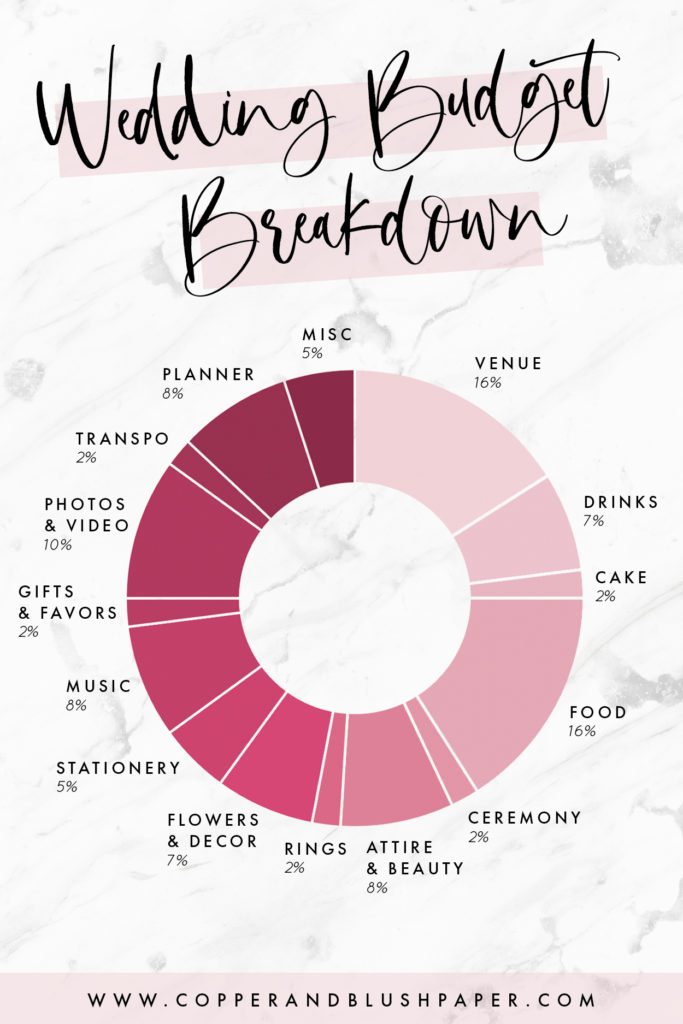 Wedding Budget
Breakdown
MISC
5%
VENUE
16%
DRINKS
7%
CAKE
2%
FOOD
16%
CEREMONY
2%
ATTIRE
& BEAUTY
8%
RINGS
2%
FLOWERS
& DECOR
7%
STATIONERY
5%
MUSIC
8%
GIFTS
& FAVORS
2%
PHOTOS
& VIDEO
10%
TRANSPO
2%
PLANNER
8%
WWW.COPPERANDBLUSHPAPER.COM